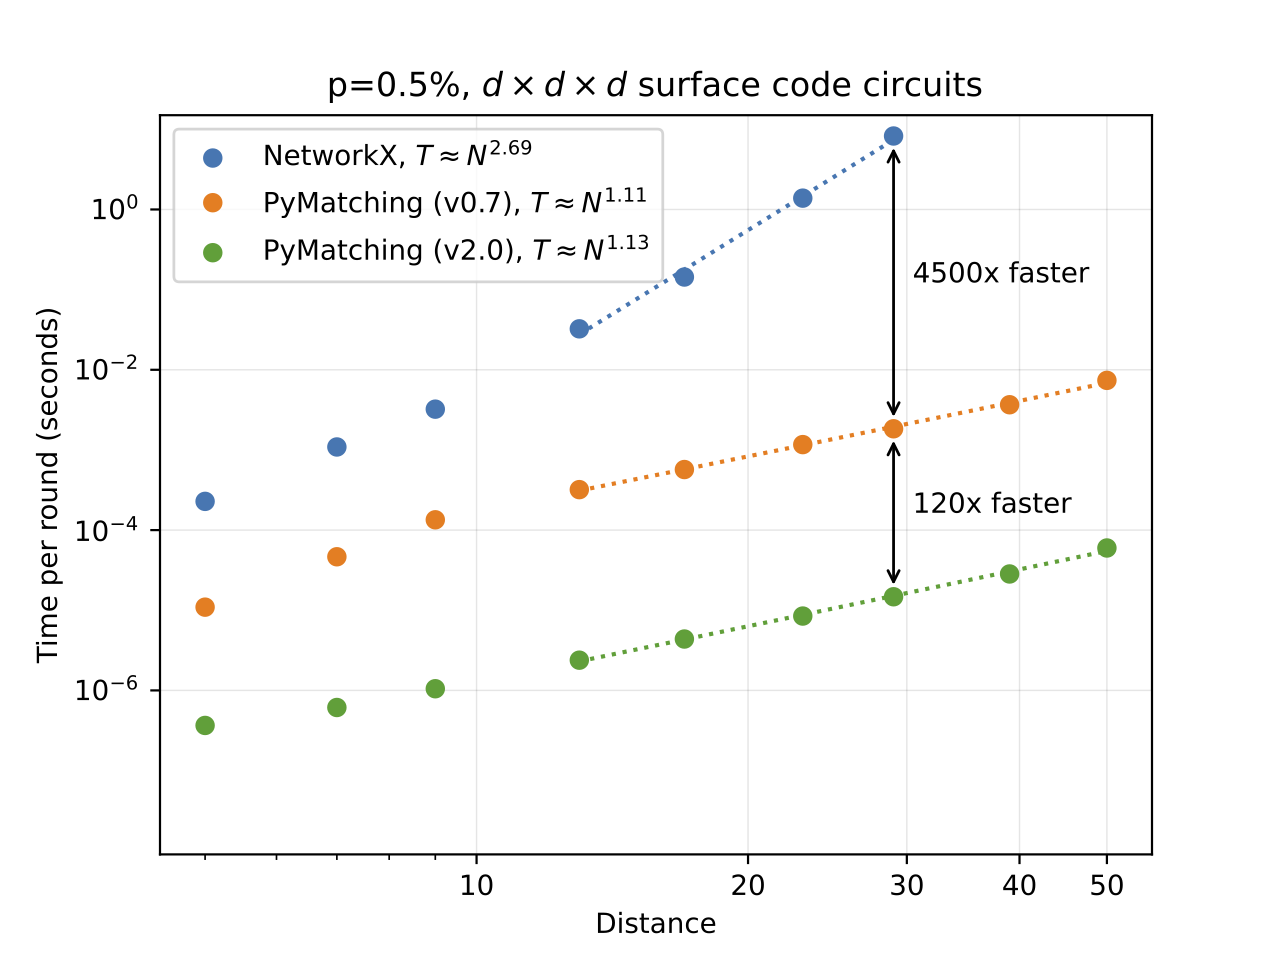 p=0.5%, d × d × d surface code circuits
NetworkX, T ≈ N^2.69
PyMatching (v0.7), T ≈ N^1.11
PyMatching (v2.0), T ≈ N^1.13
10^0
10^−2
10^−4
10^−6
Time per round (seconds)
4500x faster
120x faster
10 20 30 40 50
Distance